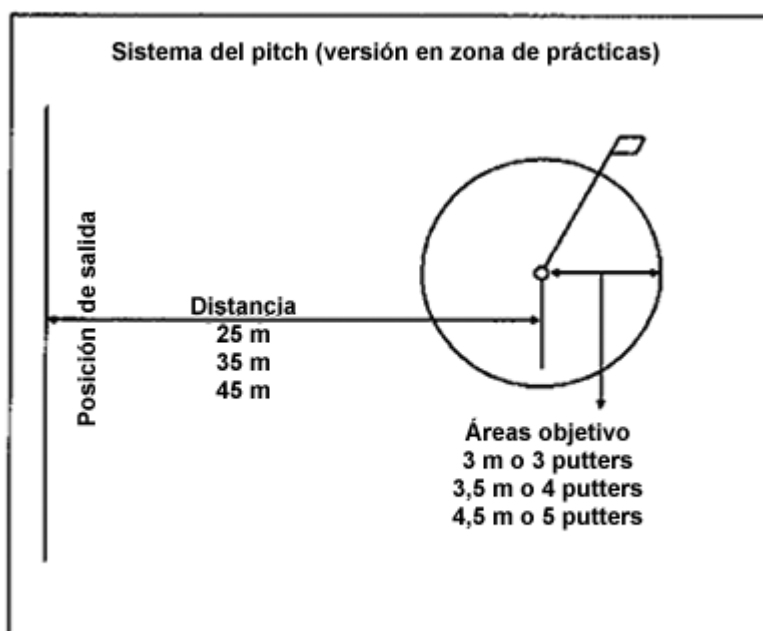 Sistema del pitch (versión en zona de prácticas)
Posición de salida
Distancia
25 m
35 m
45 m
Áreas objetivo
3 m o 3 putters
3,5 m o 4 putters
4,5 m o 5 putters